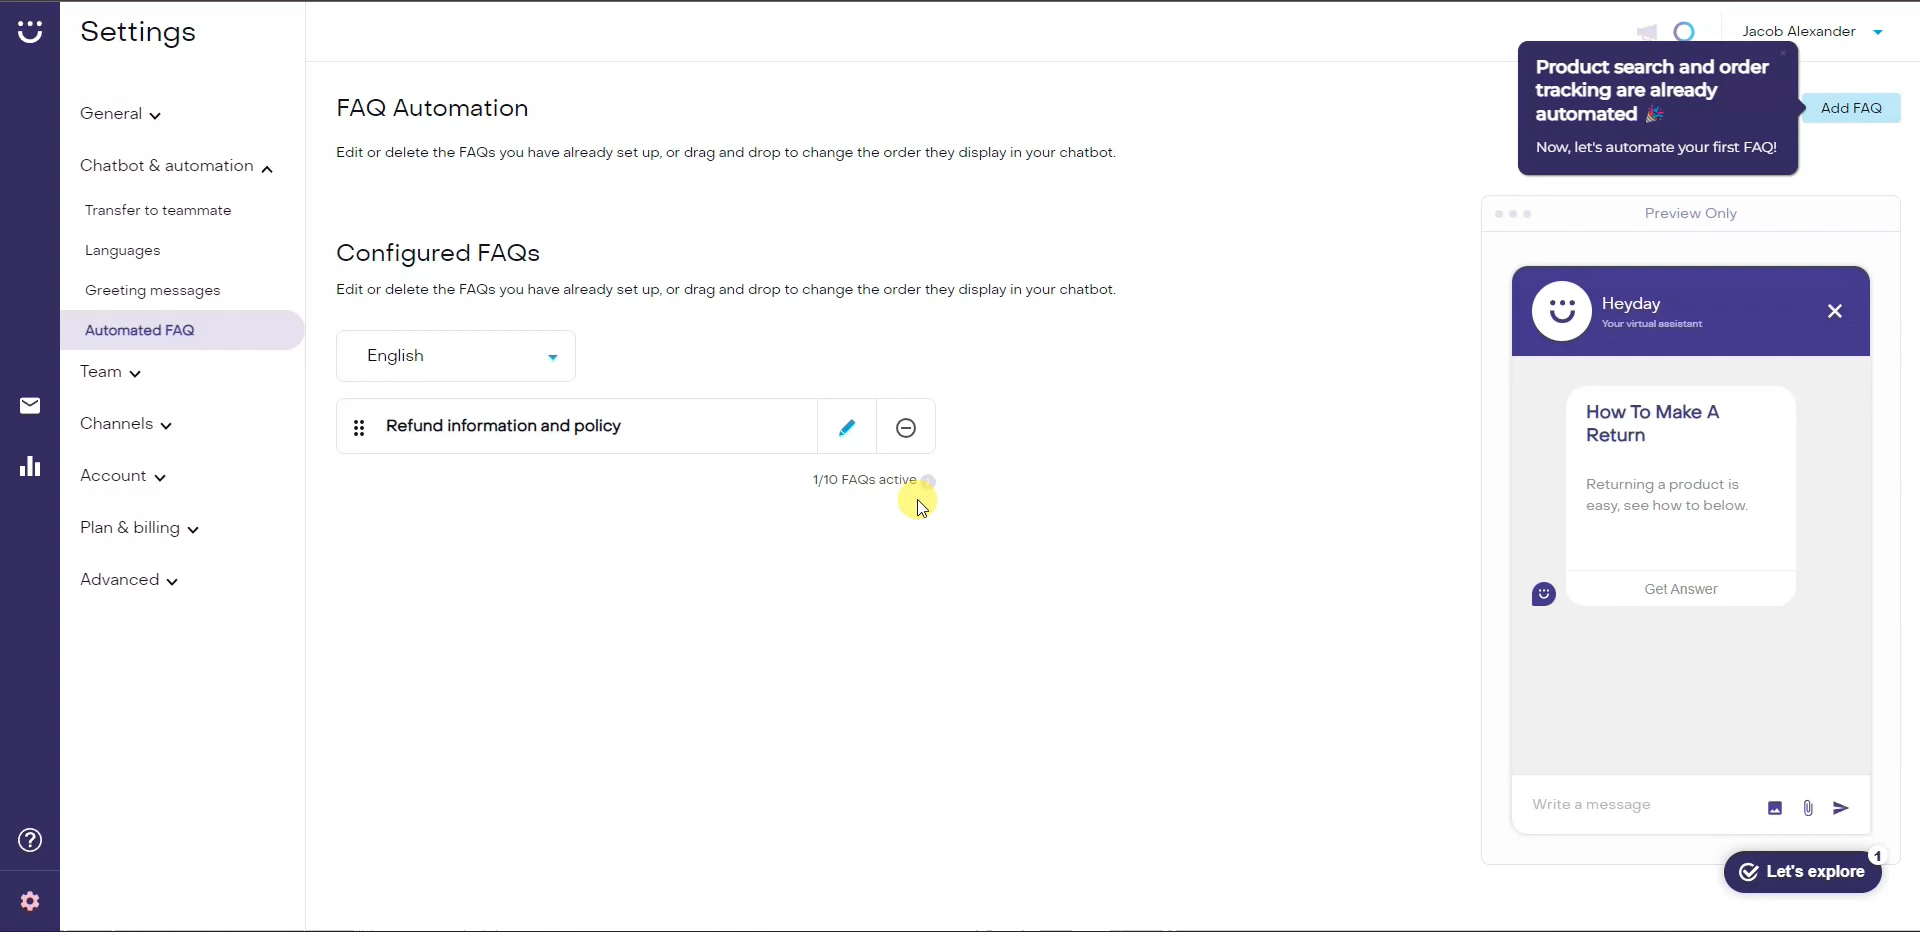 Settings
Jacob Alexander
General
Chatbot & automation
Transfer to teammate
Languages
Greeting messages
Automated FAQ
Team
Channels
Account
Plan & billing
Advanced
FAQ Automation
Edit or delete the FAQs you have already set up, or drag and drop to change the order they display in your chatbot.
Configured FAQs
Edit or delete the FAQs you have already set up, or drag and drop to change the order they display in your chatbot.
English
Refund information and policy
1/10 FAQs active
Product search and order
tracking are already
automated 🎉
Now, let's automate your first FAQ!
Add FAQ
Preview Only
Heyday
Your virtual assistant
How To Make A
Return
Returning a product is
easy, see how to below.
Get Answer
Write a message
1
Let's explore